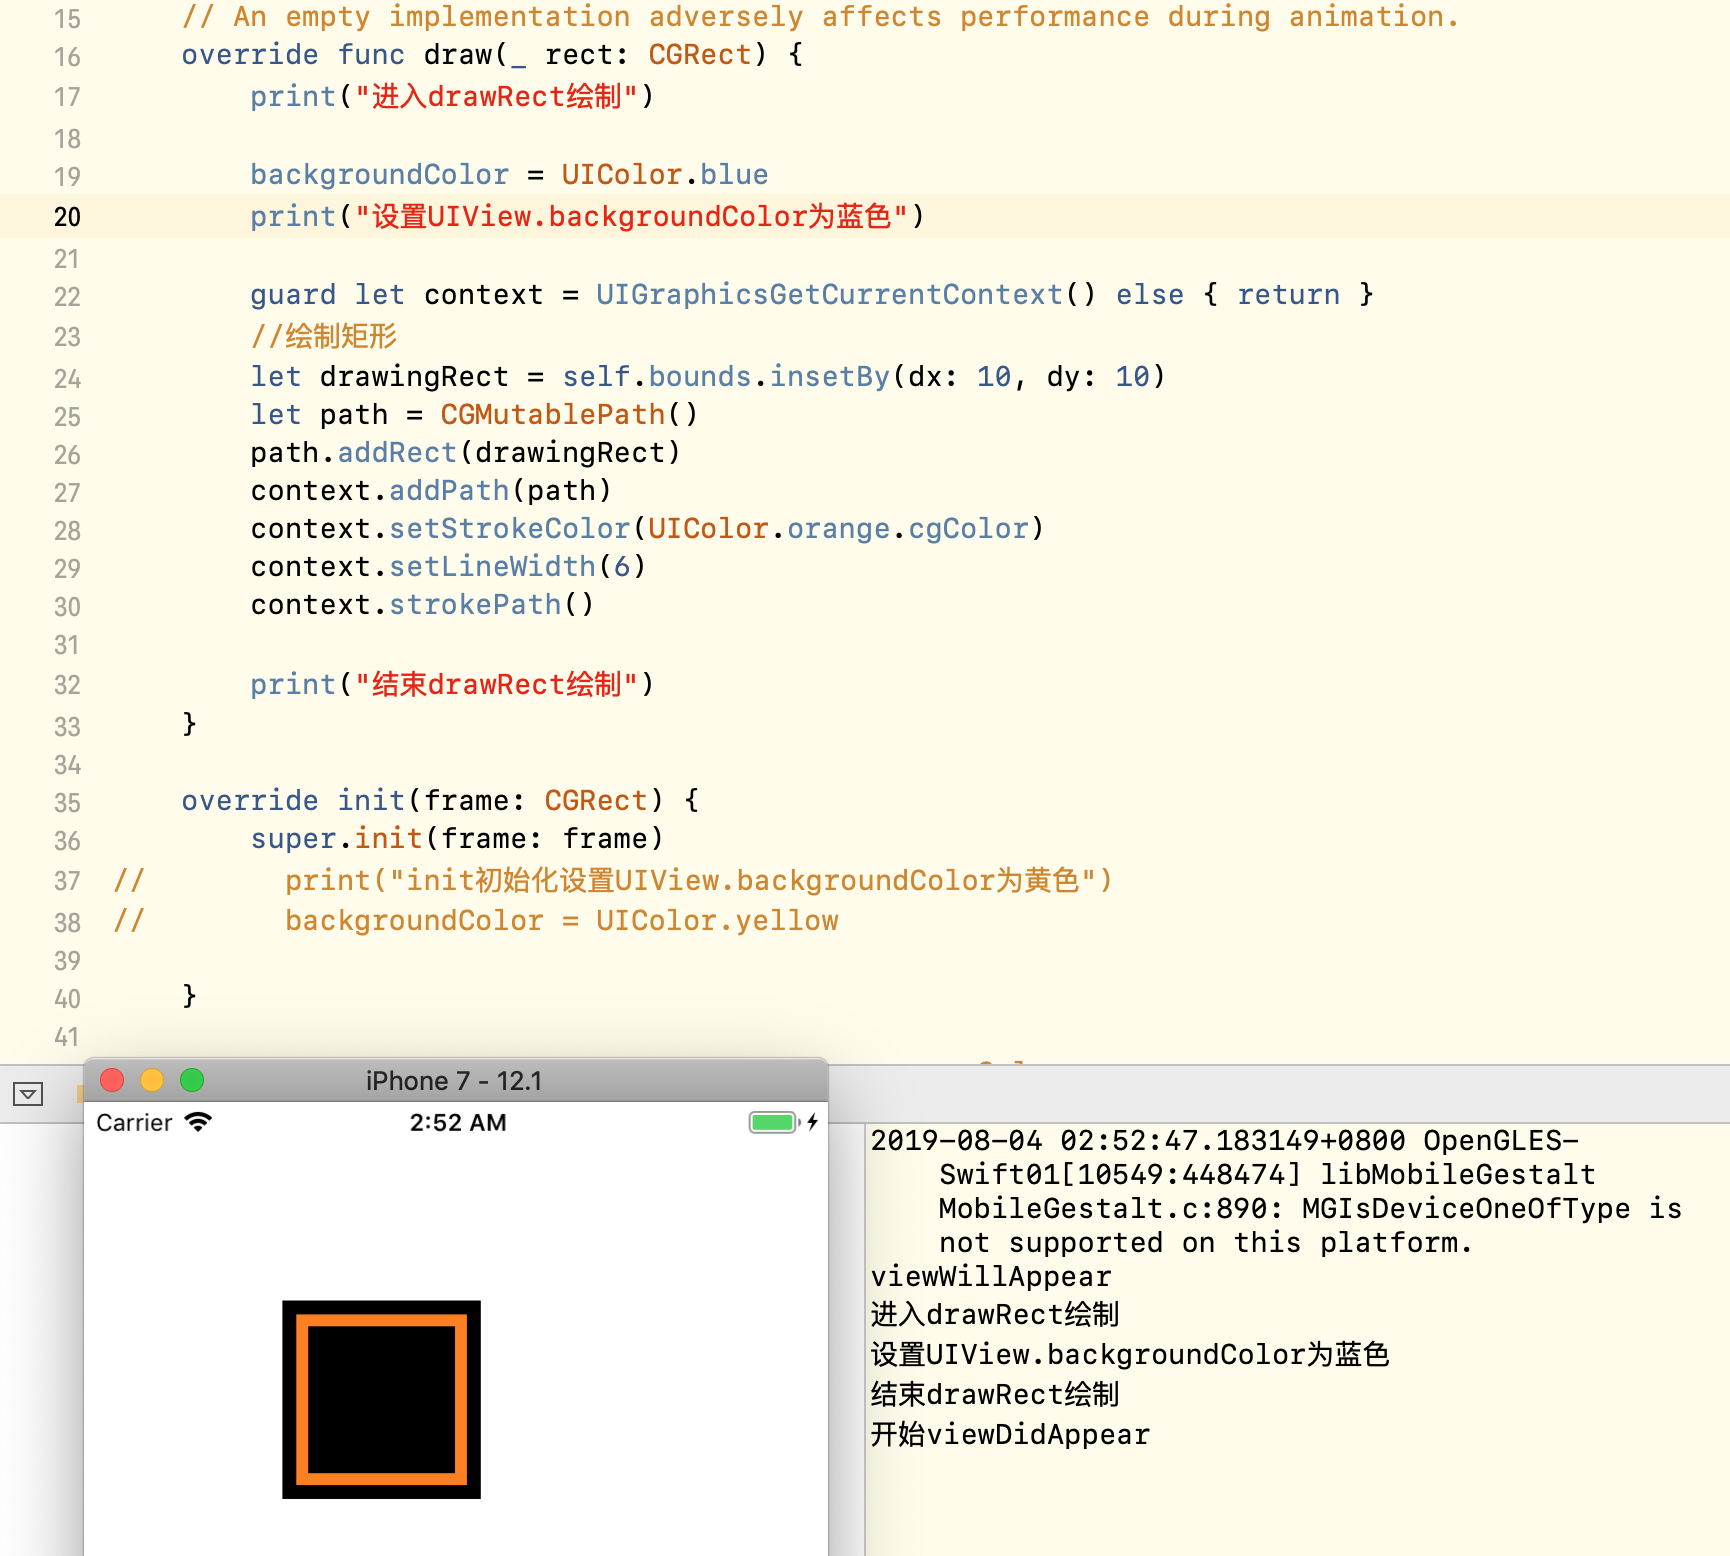 15 // An empty implementation adversely affects performance during animation.
16 override func draw(_ rect: CGRect) {
17 print("进入drawRect绘制")
18
19 backgroundColor = UIColor.blue
20 print("设置UIView.backgroundColor为蓝色")
21
22 guard let context = UIGraphicsGetCurrentContext() else { return }
23 //绘制矩形
24 let drawingRect = self.bounds.insetBy(dx: 10, dy: 10)
25 let path = CGMutablePath()
26 path.addRect(drawingRect)
27 context.addPath(path)
28 context.setStrokeColor(UIColor.orange.cgColor)
29 context.setLineWidth(6)
30 context.strokePath()
31
32 print("结束drawRect绘制")
33 }
34
35 override init(frame: CGRect) {
36 super.init(frame: frame)
37 // print("init初始化设置UIView.backgroundColor为黄色")
38 // backgroundColor = UIColor.yellow
39
40 }
41
iPhone 7 - 12.1
Carrier 2:52 AM
2019-08-04 02:52:47.183149+0800 OpenGLES-
Swift01[10549:448474] libMobileGestalt
MobileGestalt.c:890: MGIsDeviceOneOfType is
not supported on this platform.
viewWillAppear
进入drawRect绘制
设置UIView.backgroundColor为蓝色
结束drawRect绘制
开始viewDidAppear